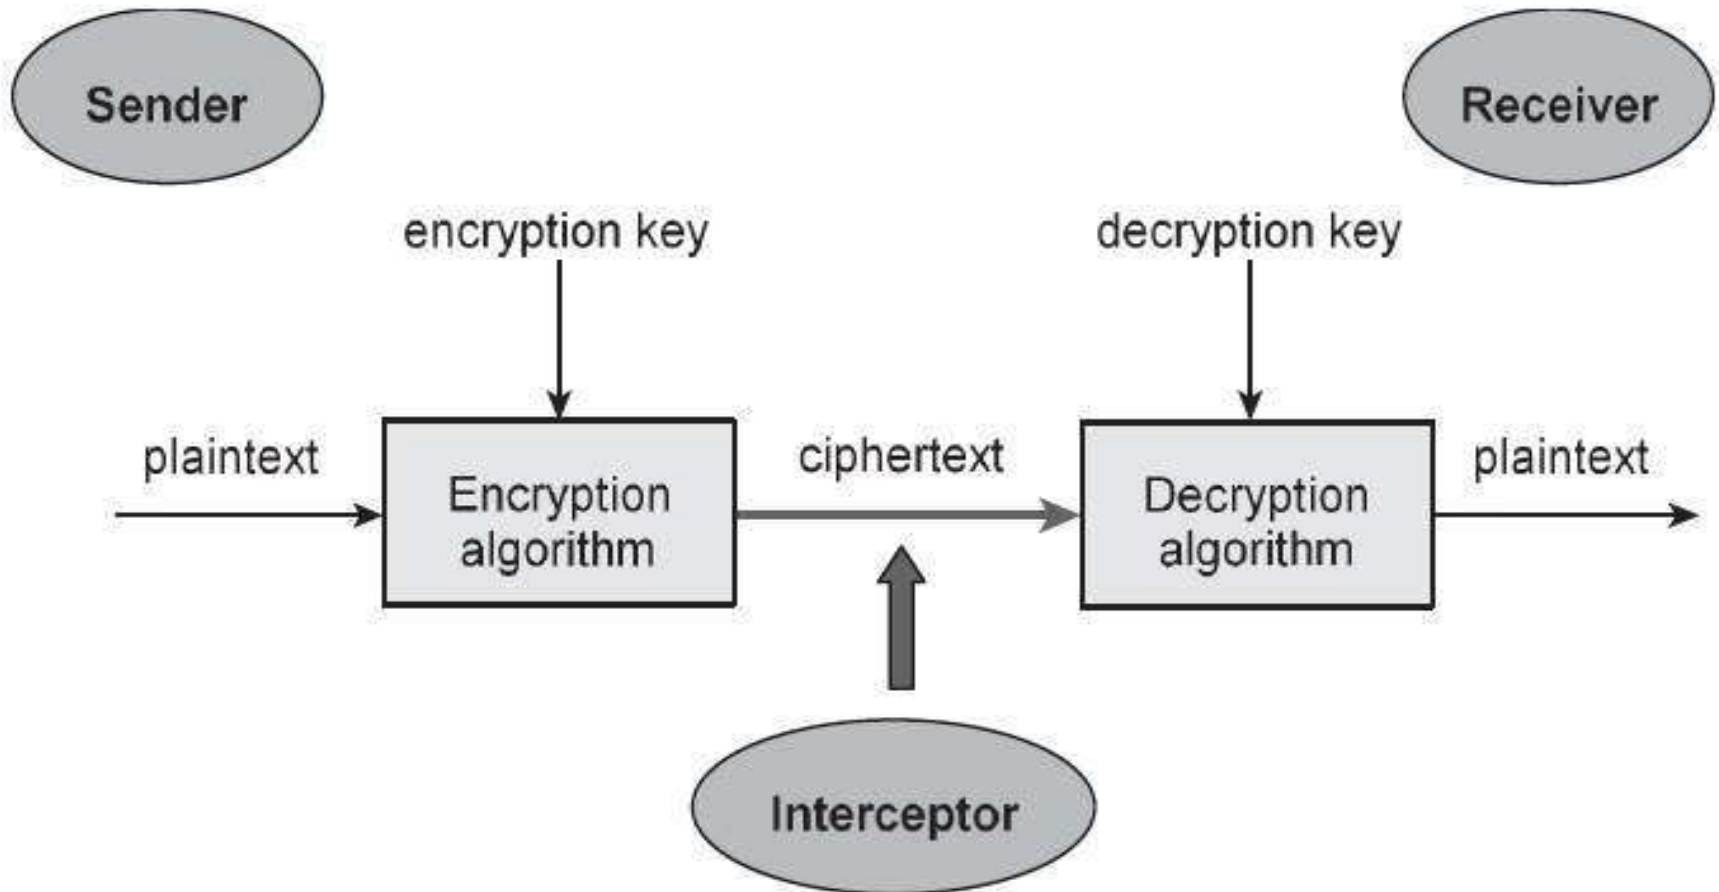 Sender
Receiver
encryption key
decryption key
plaintext
ciphertext
plaintext
Encryption
algorithm
Decryption
algorithm
Interceptor